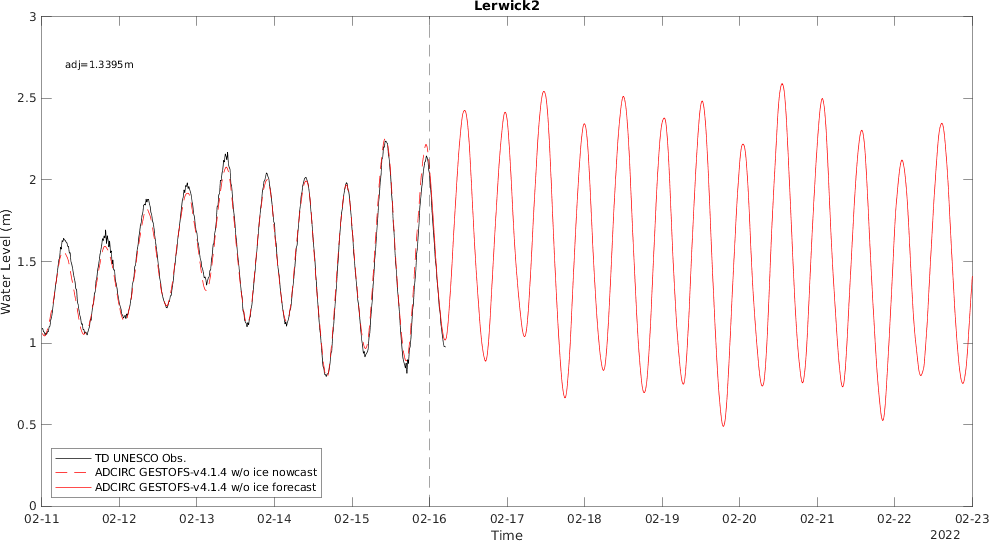 Lerwick2
3
adj=1.3395m
2.5
2
1.5
1
0.5
0
Water Level (m)
TD UNESCO Obs.
ADCIRC GESTOFS-v4.1.4 w/o ice nowcast
ADCIRC GESTOFS-v4.1.4 w/o ice forecast
02-11 02-12 02-13 02-14 02-15 02-16 02-17 02-18 02-19 02-20 02-21 02-22 02-23
Time
2022